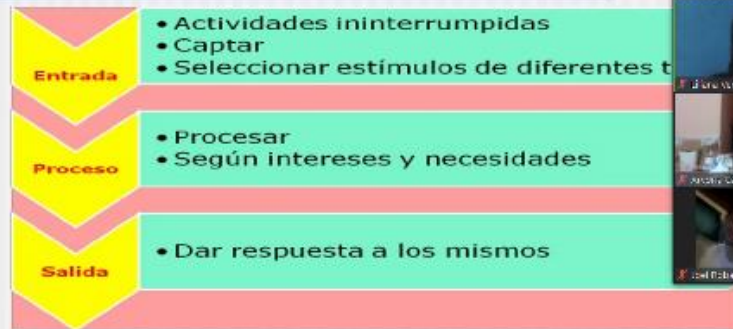 Entrada
• Actividades ininterrumpidas
• Captar
• Seleccionar estímulos de diferentes t
Proceso
• Procesar
• Según intereses y necesidades
Salida
• Dar respuesta a los mismos